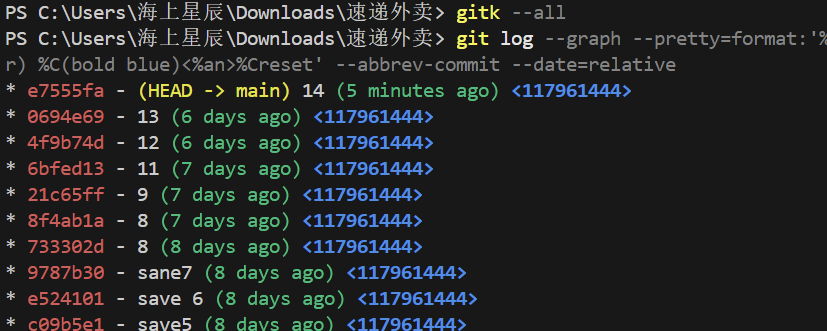 PS C:\Users\海上星辰\Downloads\速递外卖> gitk --all
PS C:\Users\海上星辰\Downloads\速递外卖> git log --graph --pretty=format:'%
r) %C(bold blue)<%an>%Creset' --abbrev-commit --date=relative
* e7555fa - (HEAD -> main) 14 (5 minutes ago) <117961444>
* 0694e69 - 13 (6 days ago) <117961444>
* 4f9b74d - 12 (6 days ago) <117961444>
* 6bfed13 - 11 (7 days ago) <117961444>
* 21c65ff - 9 (7 days ago) <117961444>
* 8f4ab1a - 8 (7 days ago) <117961444>
* 733302d - 8 (8 days ago) <117961444>
* 9787b30 - sane7 (8 days ago) <117961444>
* e524101 - save 6 (8 days ago) <117961444>
* c09b5e1 - save5 (8 days ago) <117961444>